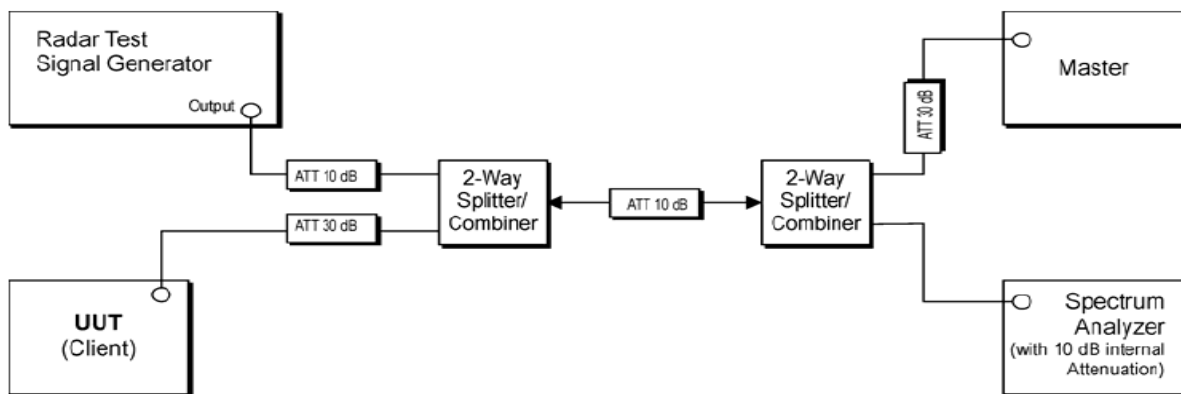 Radar Test
Signal Generator
Output
ATT 10 dB
2-Way
Splitter/
Combiner
ATT 30 dB
UUT
(Client)
ATT 10 dB
2-Way
Splitter/
Combiner
ATT 30 dB
Master
Spectrum
Analyzer
(with 10 dB internal
Attenuation)